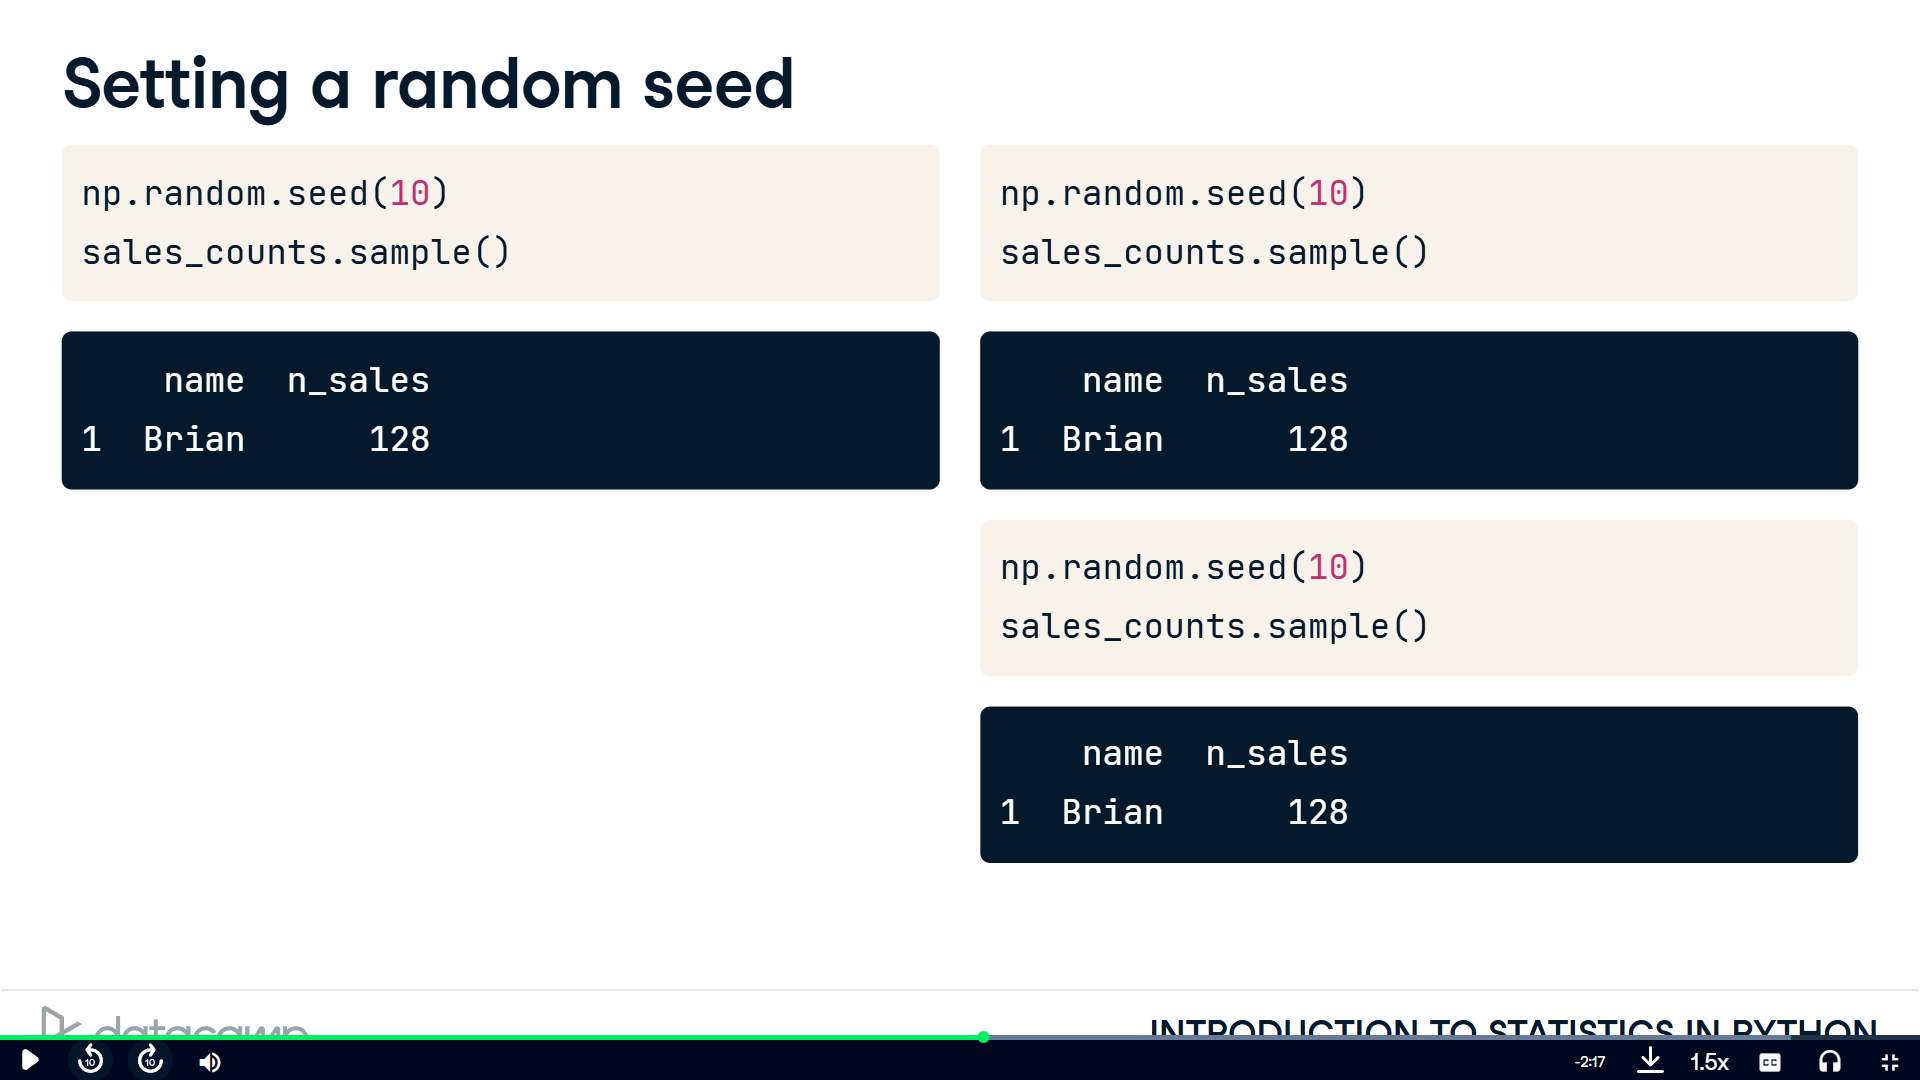 Setting a random seed
np.random.seed(10)
sales_counts.sample()
name n_sales
1 Brian 128
np.random.seed(10)
sales_counts.sample()
name n_sales
1 Brian 128
np.random.seed(10)
sales_counts.sample()
name n_sales
1 Brian 128
datacamp
INTRODUCTION TO STATISTICS IN PYTHON
10
10
-2:17
1.5x
CC